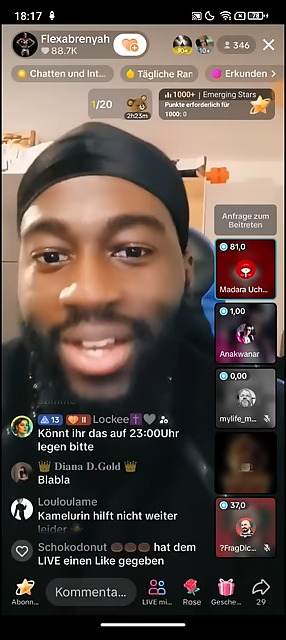 18:17
78
Flexabrenyah
88.7K
346
Chatten und Int...
Tägliche Ran
Erkunden >
1/20
2h23m
1000+ | Emerging Stars
Punkte erforderlich für
1000: 0
Anfrage zum
Beitreten
81,0
Madara Uch...
1,00
Anakwanar
0,00
mylife_m...
37,0
?FragDic...
13 II Lockee
Könnt ihr das auf 23:00Uhr
legen bitte
Diana D.Gold
Blabla
Louloulame
Kamelurin hilft nicht weiter
leider
Schokodonut hat dem
LIVE einen Like gegeben
Kommenta...
Abonn...
LIVE mi...
Rose
Gesche...
29